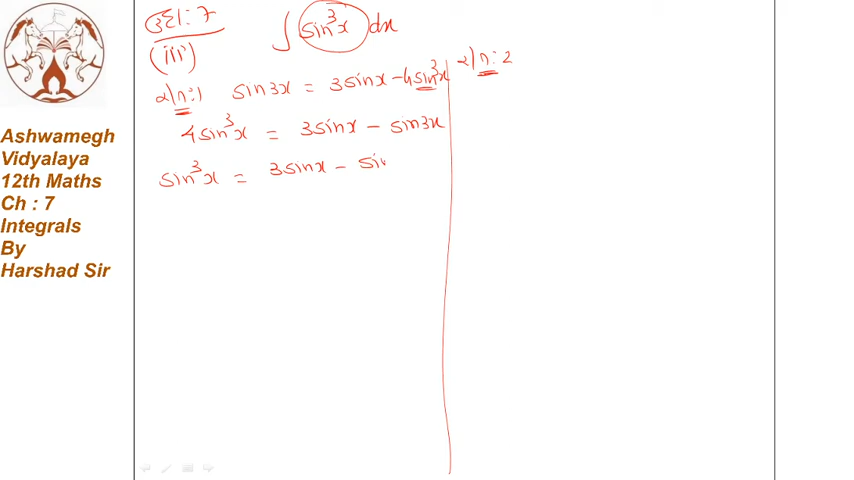 ઉદા: 7
(iii)
∫ sin³x dx
રીત: 1 sin3x = 3sinx - 4sin³x
4sin³x = 3sinx - sin3x
sin³x = 3sinx - si
રીત: 2
Ashwamegh
Vidyalaya
12th Maths
Ch : 7
Integrals
By
Harshad Sir